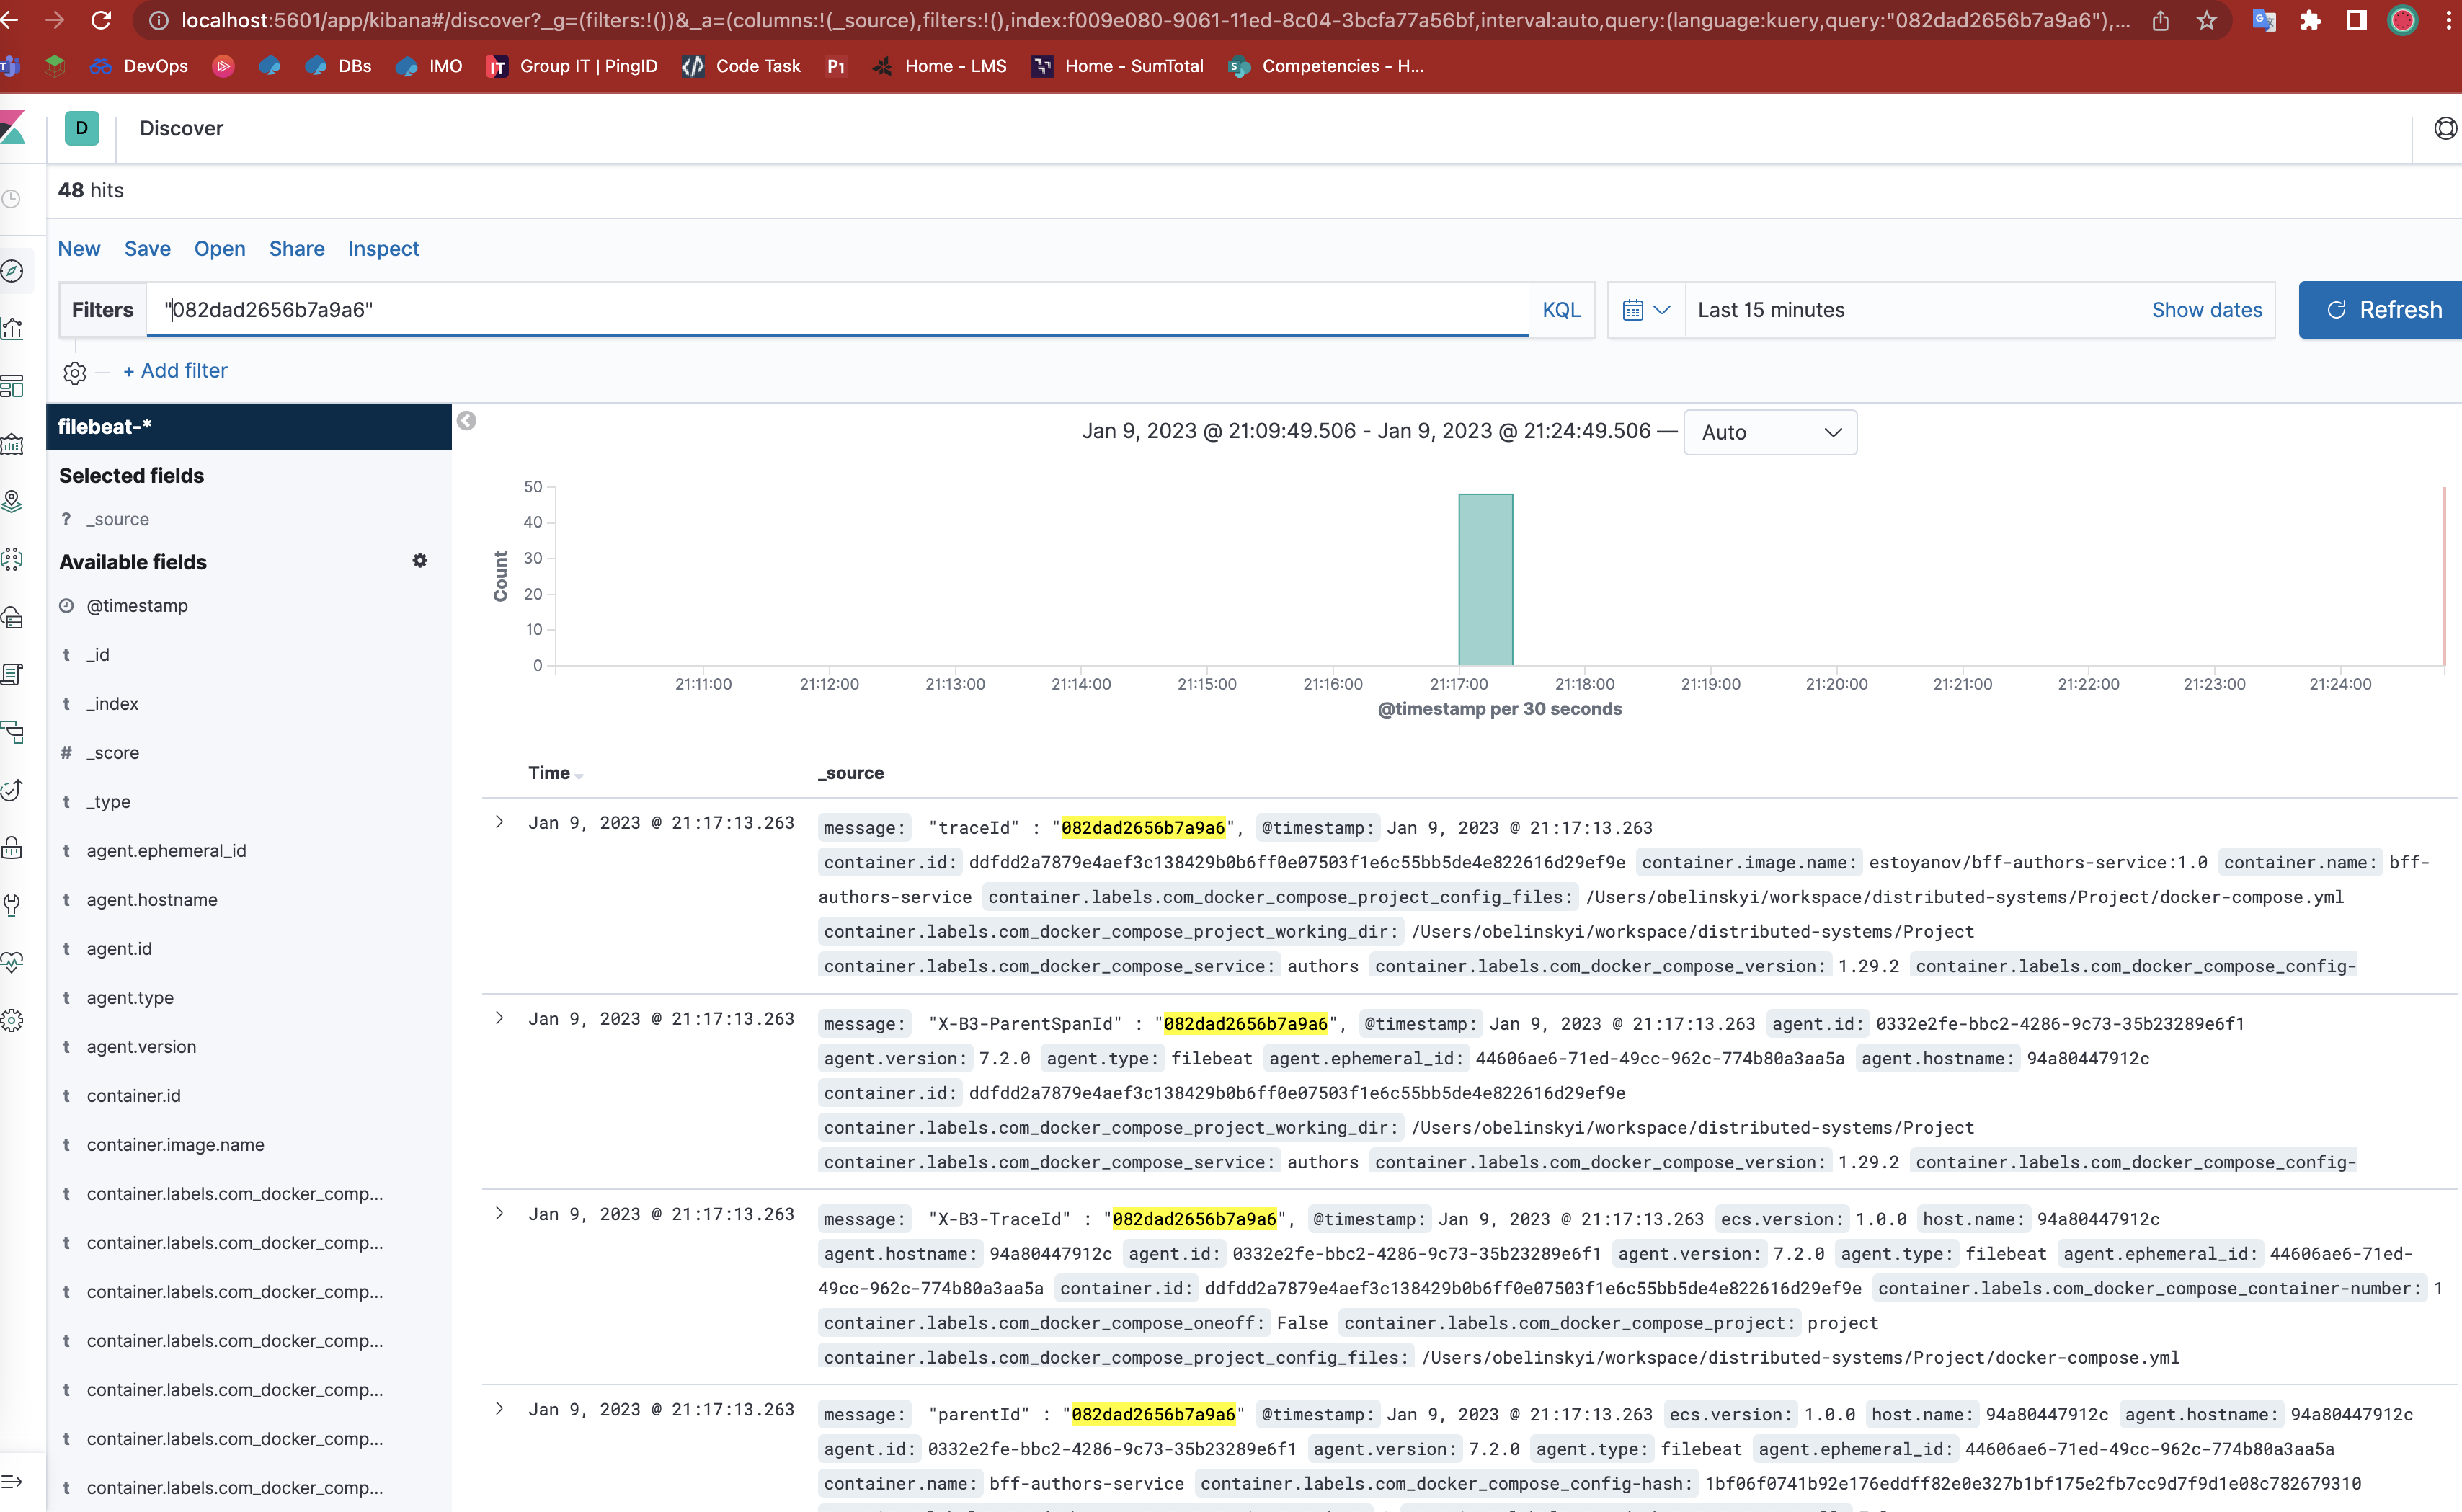 localhost:5601/app/kibana#/discover?_g=(filters:!())&_a=(columns:!(_source),filters:!(),index:f009e080-9061-11ed-8c04-3bcfa77a56bf,interval:auto,query:(language:kuery,query:"082dad2656b7a9a6"),...
DevOps DBs IMO Group IT | PingID Code Task P1 Home - LMS Home - SumTotal Competencies - H...
D Discover
48 hits
New Save Open Share Inspect
Filters "082dad2656b7a9a6" KQL Last 15 minutes Show dates Refresh
+ Add filter
filebeat-*
Selected fields
? _source
Available fields
@timestamp
t _id
t _index
# _score
t _type
t agent.ephemeral_id
t agent.hostname
t agent.id
t agent.type
t agent.version
t container.id
t container.image.name
t container.labels.com_docker_comp...
t container.labels.com_docker_comp...
t container.labels.com_docker_comp...
t container.labels.com_docker_comp...
t container.labels.com_docker_comp...
t container.labels.com_docker_comp...
t container.labels.com_docker_comp...
Jan 9, 2023 @ 21:09:49.506 - Jan 9, 2023 @ 21:24:49.506 — Auto
Count
50
40
30
20
10
0
21:11:00 21:12:00 21:13:00 21:14:00 21:15:00 21:16:00 21:17:00 21:18:00 21:19:00 21:20:00 21:21:00 21:22:00 21:23:00 21:24:00
@timestamp per 30 seconds
Time _source
Jan 9, 2023 @ 21:17:13.263 message: "traceId" : "082dad2656b7a9a6", @timestamp: Jan 9, 2023 @ 21:17:13.263
container.id: ddfdd2a7879e4aef3c138429b0b6ff0e07503f1e6c55bb5de4e822616d29ef9e container.image.name: estoyanov/bff-authors-service:1.0 container.name: bff-
authors-service container.labels.com_docker_compose_project_config_files: /Users/obelinskyi/workspace/distributed-systems/Project/docker-compose.yml
container.labels.com_docker_compose_project_working_dir: /Users/obelinskyi/workspace/distributed-systems/Project
container.labels.com_docker_compose_service: authors container.labels.com_docker_compose_version: 1.29.2 container.labels.com_docker_compose_config-
Jan 9, 2023 @ 21:17:13.263 message: "X-B3-ParentSpanId" : "082dad2656b7a9a6", @timestamp: Jan 9, 2023 @ 21:17:13.263 agent.id: 0332e2fe-bbc2-4286-9c73-35b23289e6f1
agent.version: 7.2.0 agent.type: filebeat agent.ephemeral_id: 44606ae6-71ed-49cc-962c-774b80a3aa5a agent.hostname: 94a80447912c
container.id: ddfdd2a7879e4aef3c138429b0b6ff0e07503f1e6c55bb5de4e822616d29ef9e
container.labels.com_docker_compose_project_working_dir: /Users/obelinskyi/workspace/distributed-systems/Project
container.labels.com_docker_compose_service: authors container.labels.com_docker_compose_version: 1.29.2 container.labels.com_docker_compose_config-
Jan 9, 2023 @ 21:17:13.263 message: "X-B3-TraceId" : "082dad2656b7a9a6", @timestamp: Jan 9, 2023 @ 21:17:13.263 ecs.version: 1.0.0 host.name: 94a80447912c
agent.hostname: 94a80447912c agent.id: 0332e2fe-bbc2-4286-9c73-35b23289e6f1 agent.version: 7.2.0 agent.type: filebeat agent.ephemeral_id: 44606ae6-71ed-
49cc-962c-774b80a3aa5a container.id: ddfdd2a7879e4aef3c138429b0b6ff0e07503f1e6c55bb5de4e822616d29ef9e container.labels.com_docker_compose_container-number: 1
container.labels.com_docker_compose_oneoff: False container.labels.com_docker_compose_project: project
container.labels.com_docker_compose_project_config_files: /Users/obelinskyi/workspace/distributed-systems/Project/docker-compose.yml
Jan 9, 2023 @ 21:17:13.263 message: "parentId" : "082dad2656b7a9a6" @timestamp: Jan 9, 2023 @ 21:17:13.263 ecs.version: 1.0.0 host.name: 94a80447912c agent.hostname: 94a80447912c
agent.id: 0332e2fe-bbc2-4286-9c73-35b23289e6f1 agent.version: 7.2.0 agent.type: filebeat agent.ephemeral_id: 44606ae6-71ed-49cc-962c-774b80a3aa5a
container.name: bff-authors-service container.labels.com_docker_compose_config-hash: 1bf06f0741b92e176eddff82e0e327b1bf175e2fb7cc9d7f9d1e08c782679310